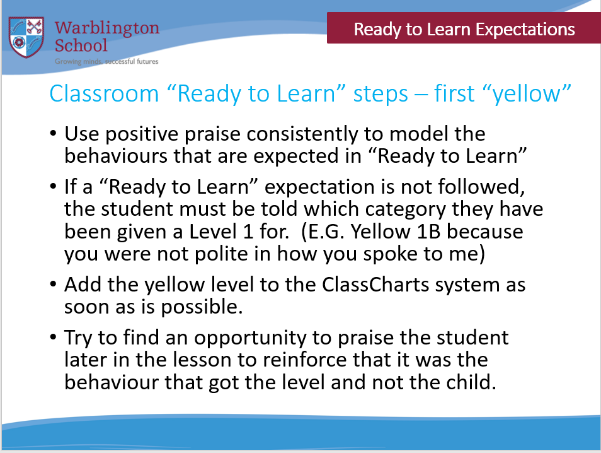 Warblington
School
Growing minds, successful futures
Ready to Learn Expectations
Classroom “Ready to Learn” steps – first “yellow”
• Use positive praise consistently to model the
behaviours that are expected in “Ready to Learn”
• If a “Ready to Learn” expectation is not followed,
the student must be told which category they have
been given a Level 1 for.  (E.G. Yellow 1B because
you were not polite in how you spoke to me)
• Add the yellow level to the ClassCharts system as
soon as is possible.
• Try to find an opportunity to praise the student
later in the lesson to reinforce that it was the
behaviour that got the level and not the child.